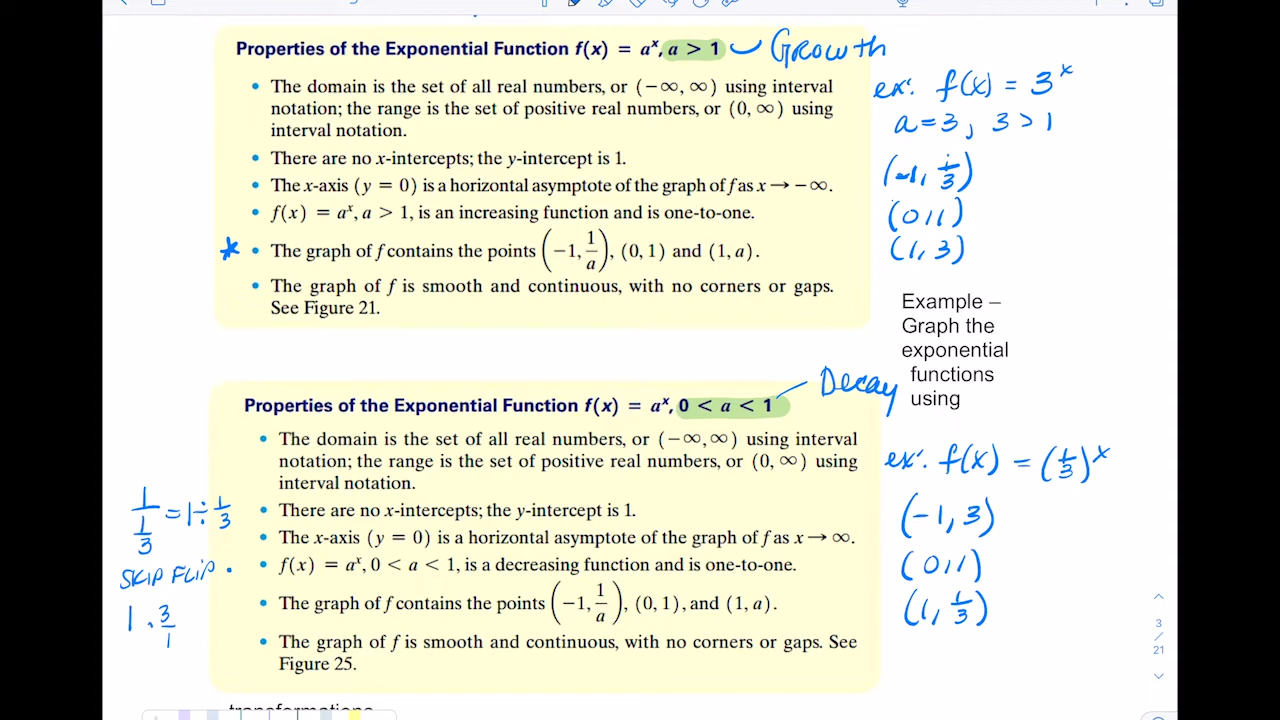 Properties of the Exponential Function f(x) = aˣ, a > 1
Growth
• The domain is the set of all real numbers, or (−∞, ∞) using interval
notation; the range is the set of positive real numbers, or (0, ∞) using
interval notation.
• There are no x-intercepts; the y-intercept is 1.
• The x-axis (y = 0) is a horizontal asymptote of the graph of f as x → −∞.
• f(x) = aˣ, a > 1, is an increasing function and is one-to-one.
* • The graph of f contains the points (−1, 1/a), (0, 1) and (1, a).
• The graph of f is smooth and continuous, with no corners or gaps.
See Figure 21.
ex: f(x) = 3ˣ
a = 3, 3 > 1
(-1, 1/3)
(0, 1)
(1, 3)
Example –
Graph the
exponential
functions
using
Properties of the Exponential Function f(x) = aˣ, 0 < a < 1
Decay
• The domain is the set of all real numbers, or (−∞, ∞) using interval
notation; the range is the set of positive real numbers, or (0, ∞) using
interval notation.
• There are no x-intercepts; the y-intercept is 1.
• The x-axis (y = 0) is a horizontal asymptote of the graph of f as x → ∞.
• f(x) = aˣ, 0 < a < 1, is a decreasing function and is one-to-one.
• The graph of f contains the points (−1, 1/a), (0, 1), and (1, a).
• The graph of f is smooth and continuous, with no corners or gaps. See
Figure 25.
1/(1/3) = 1 ÷ 1/3
SKIP FLIP .
1 · 3/1
ex: f(x) = (1/3)ˣ
(-1, 3)
(0, 1)
(1, 1/3)
3
/
21
transformations